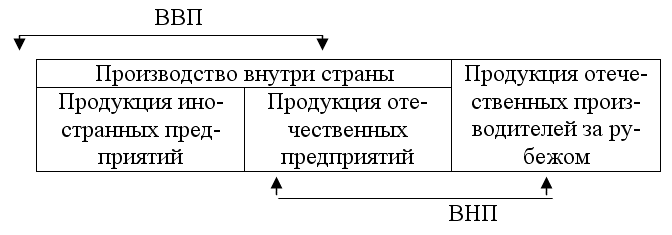 ВВП
Производство внутри страны
Продукция ино-
странных пред-
приятий
Продукция оте-
чественных
предприятий
Продукция отече-
ственных произ-
водителей за ру-
бежом
ВНП